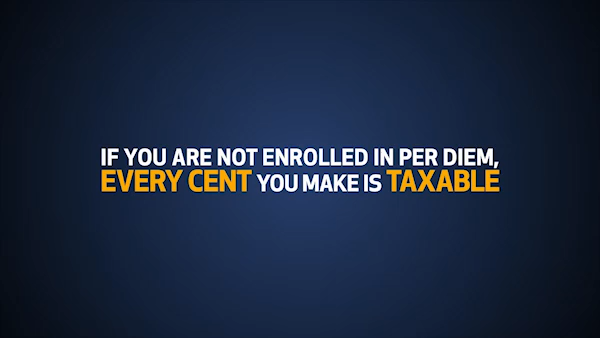 IF YOU ARE NOT ENROLLED IN PER DIEM,
EVERY CENT YOU MAKE IS TAXABLE